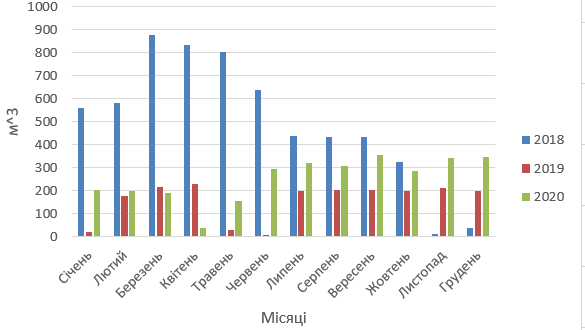 1000
900
800
700
600
500
400
300
200
100
0
м^3
Січень
Лютий
Березень
Квітень
Травень
Червень
Липень
Серпень
Вересень
Жовтень
Листопад
Грудень
Місяці
2018
2019
2020